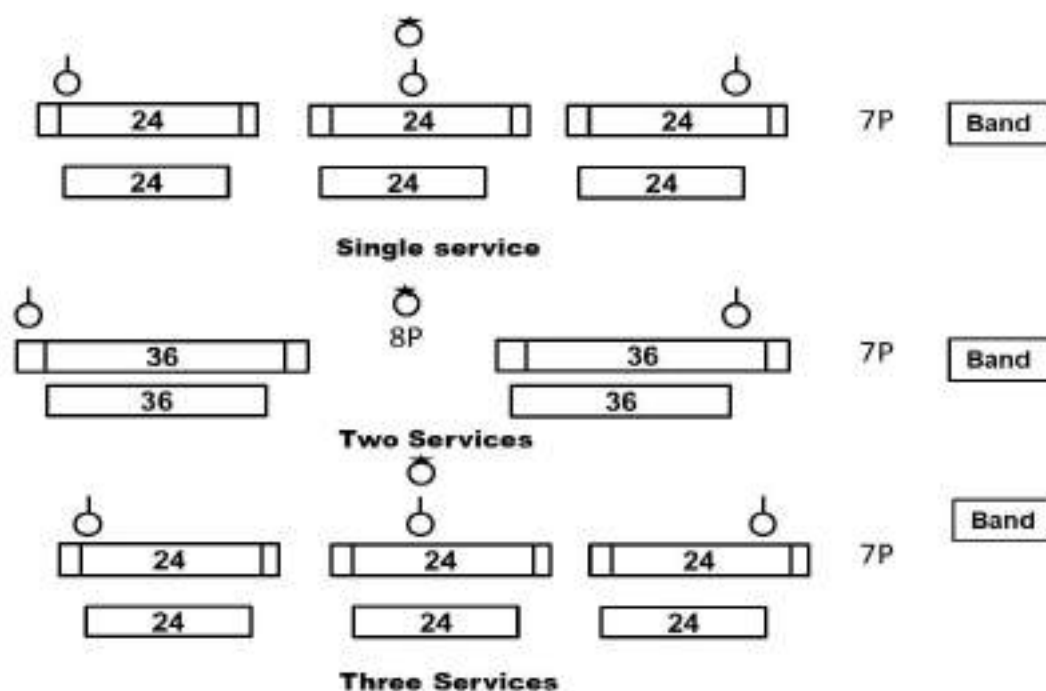 24 24 24 7P Band
24 24 24
Single service
8P
36 36 7P Band
36 36
Two Services
Band
24 24 24 7P
24 24 24
Three Services